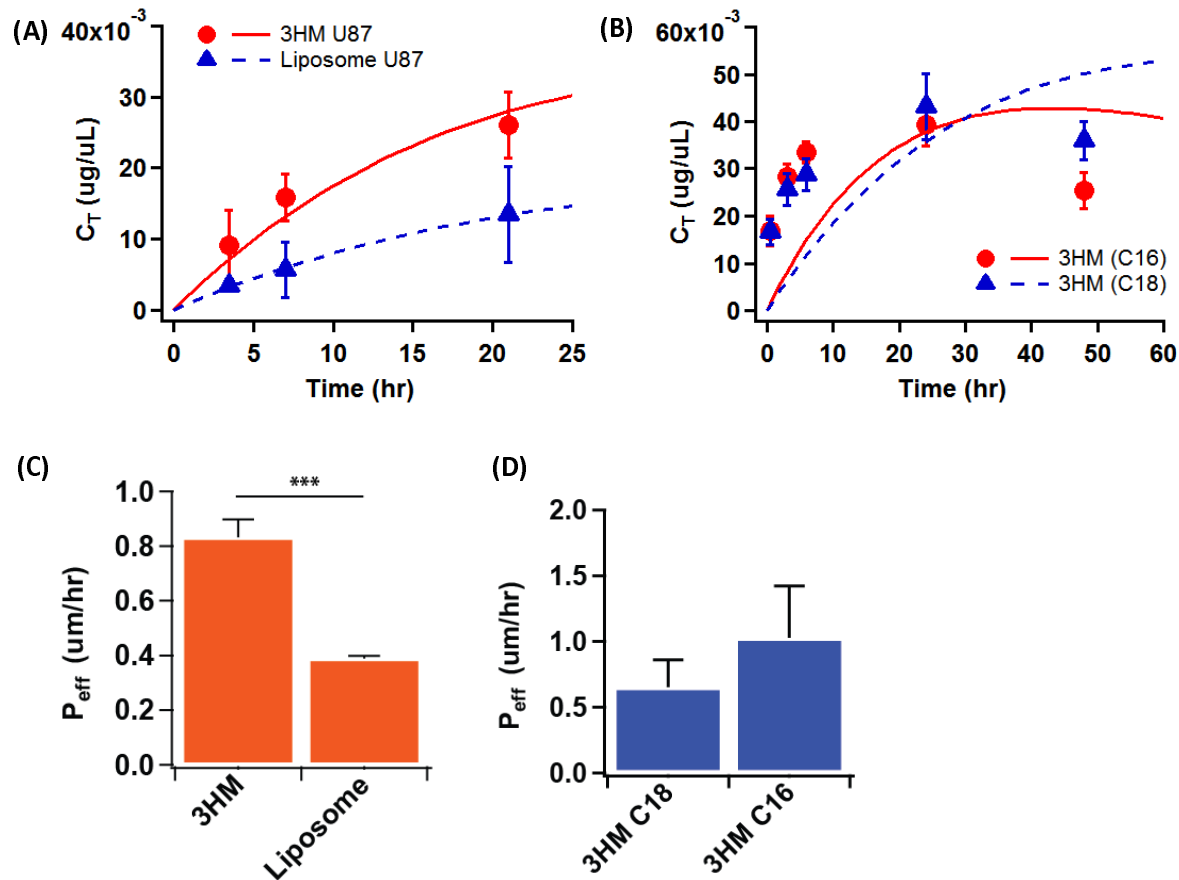 (A)
40x10⁻³
30
20
10
0
C_T (ug/uL)
3HM U87
Liposome U87
0 5 10 15 20 25
Time (hr)
(B)
60x10⁻³
50
40
30
20
10
0
C_T (ug/uL)
3HM (C16)
3HM (C18)
0 10 20 30 40 50 60
Time (hr)
(C)
1.0
0.8
0.6
0.4
0.2
0.0
P_eff (um/hr)
***
3HM
Liposome
(D)
2.0
1.5
1.0
0.5
0.0
P_eff (um/hr)
3HM C18
3HM C16